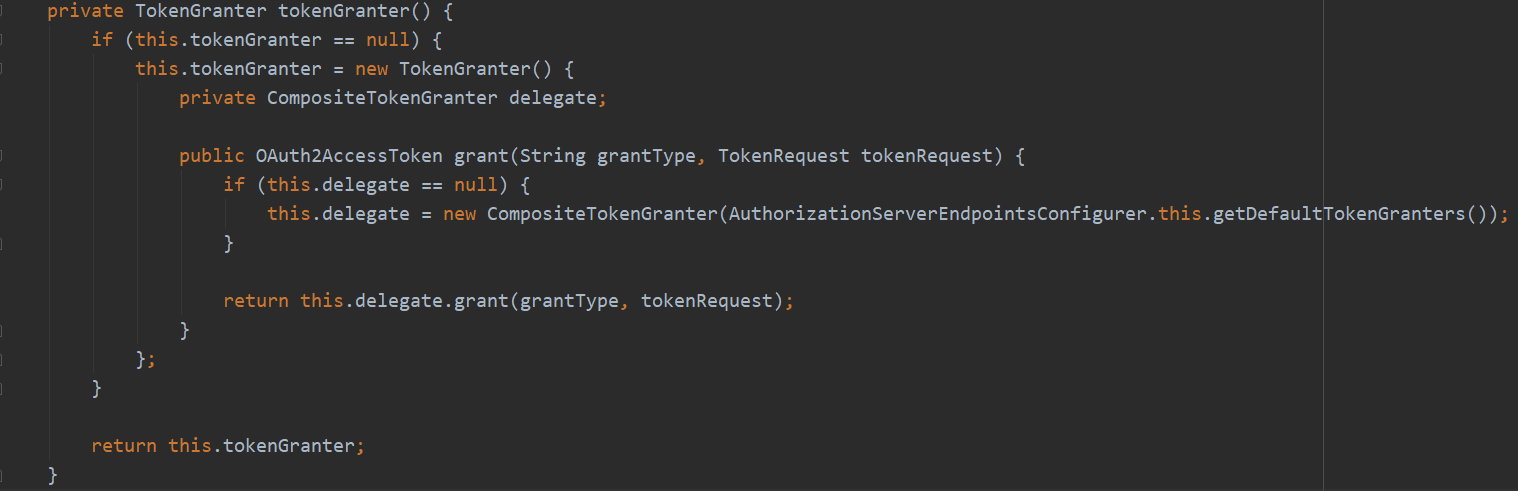 private TokenGranter tokenGranter() {
if (this.tokenGranter == null) {
this.tokenGranter = new TokenGranter() {
private CompositeTokenGranter delegate;
public OAuth2AccessToken grant(String grantType, TokenRequest tokenRequest) {
if (this.delegate == null) {
this.delegate = new CompositeTokenGranter(AuthorizationServerEndpointsConfigurer.this.getDefaultTokenGranters());
}
return this.delegate.grant(grantType, tokenRequest);
}
};
}
return this.tokenGranter;
}